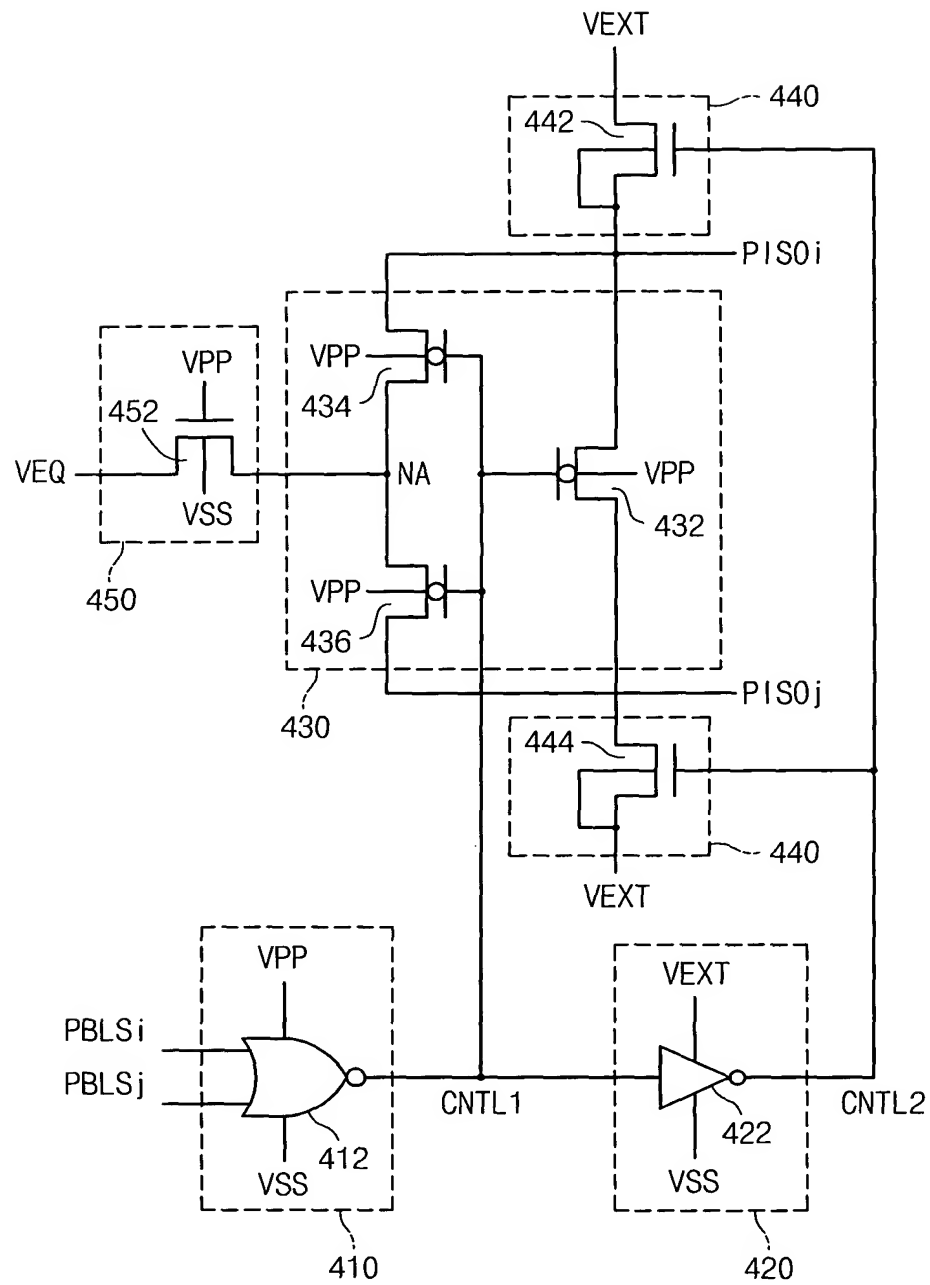 VEXT
440
442
PISOi
VPP
434
VPP
452
VEQ
NA
VPP
VSS
432
450
VPP
436
PISOj
430
444
440
VEXT
VPP
VEXT
PBLSi
PBLSj
CNTL1
CNTL2
412
422
VSS
VSS
410
420